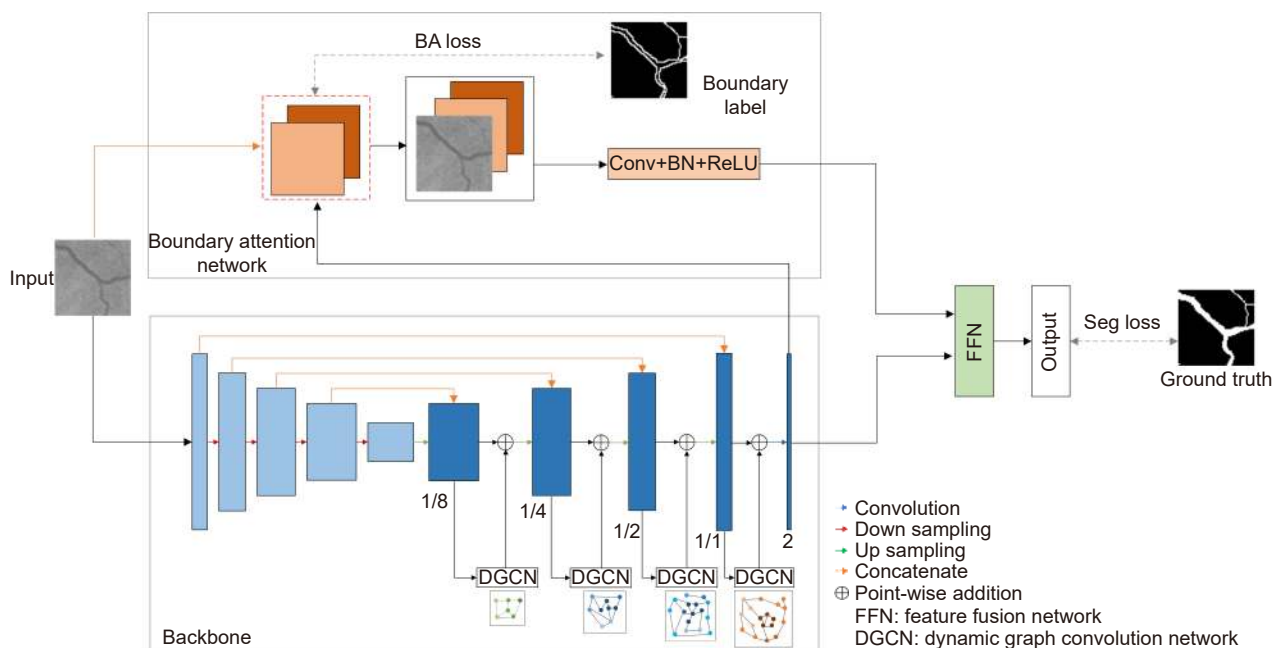 BA loss
Boundary
label
Conv+BN+ReLU
Boundary attention
network
Input
FFN
Output
Seg loss
Ground truth
1/8
1/4
1/2
1/1
2
DGCN
DGCN
DGCN
DGCN
Backbone
Convolution
Down sampling
Up sampling
Concatenate
Point-wise addition
FFN: feature fusion network
DGCN: dynamic graph convolution network